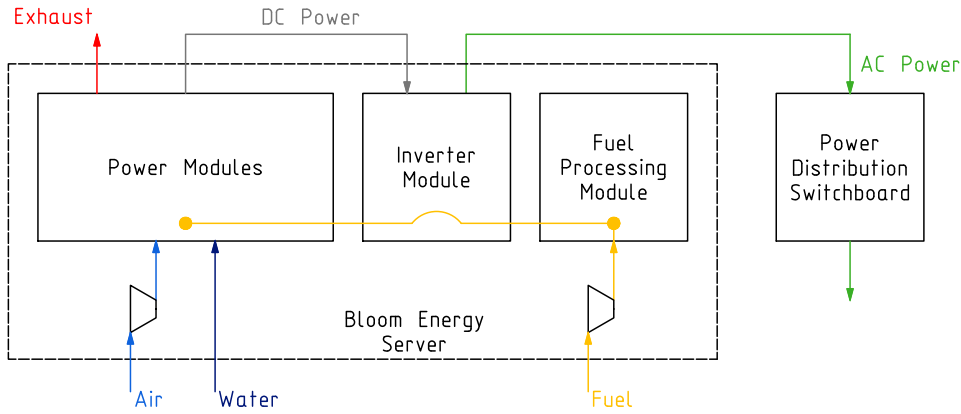 Exhaust
DC Power
AC Power
Power Modules
Inverter
Module
Fuel
Processing
Module
Power
Distribution
Switchboard
Bloom Energy
Server
Air
Water
Fuel